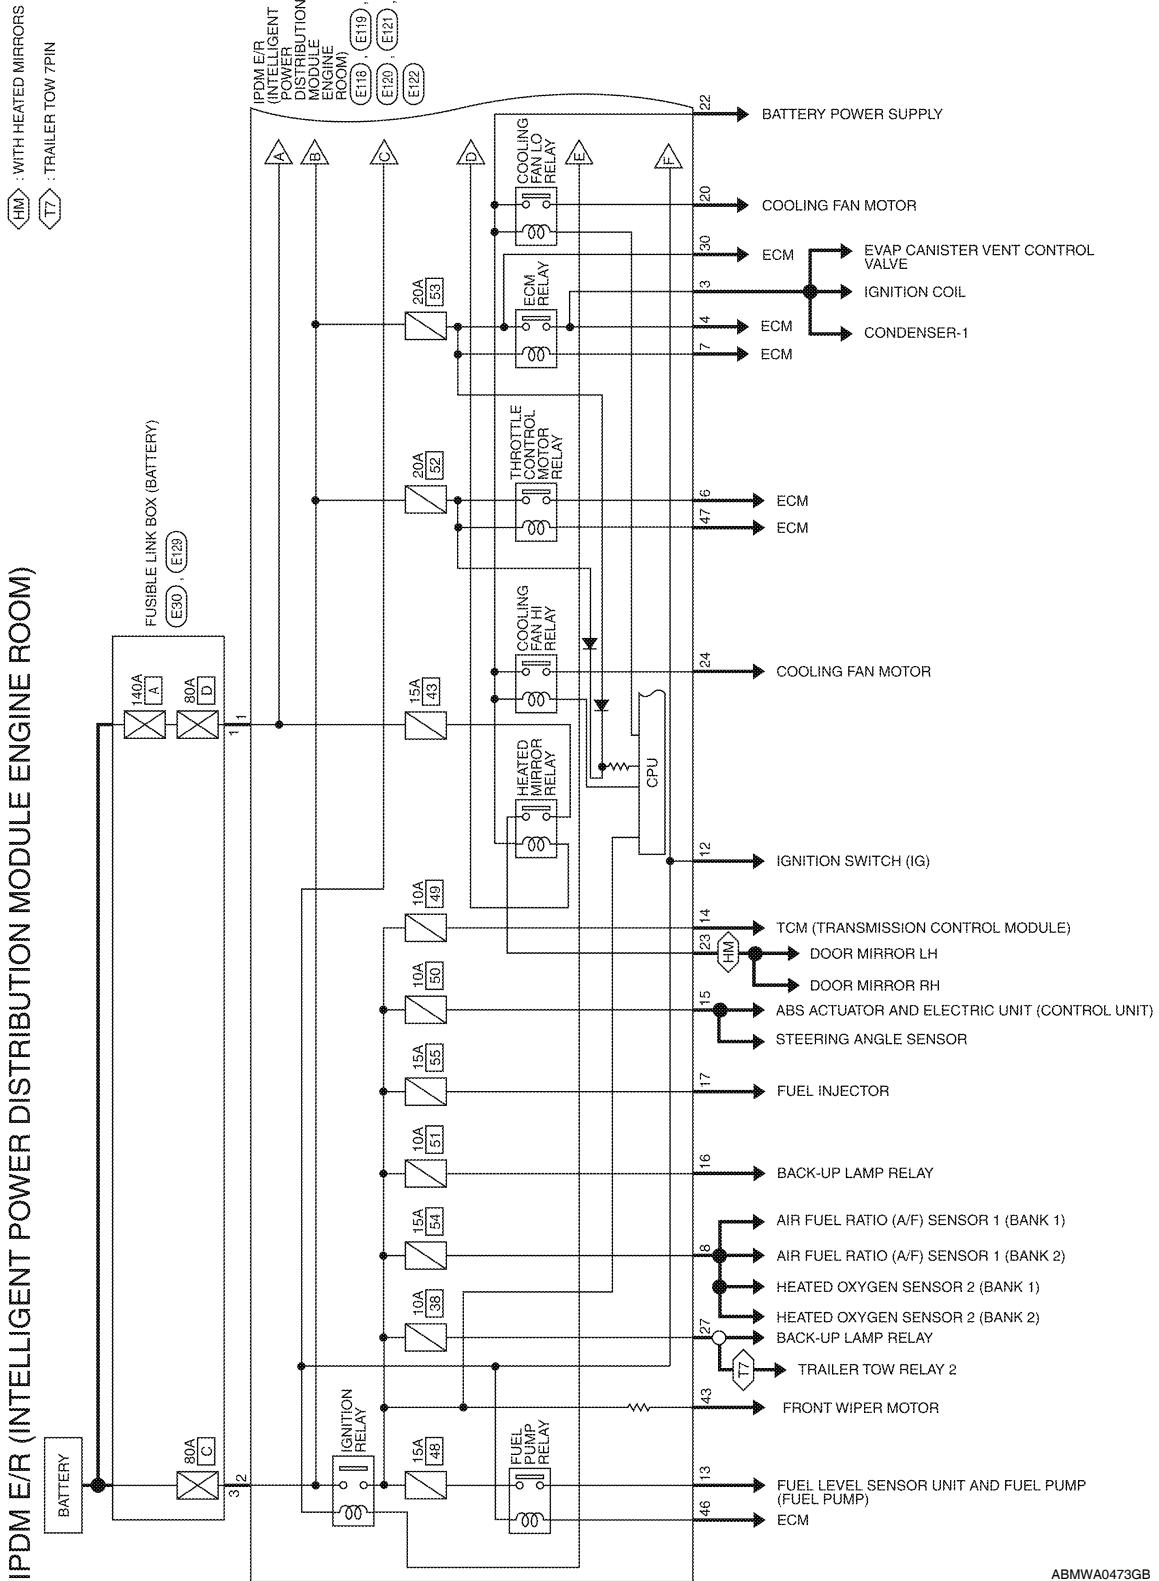 IPDM E/R (INTELLIGENT POWER DISTRIBUTION MODULE ENGINE ROOM)
HM : WITH HEATED MIRRORS
T7 : TRAILER TOW 7PIN
BATTERY
FUSIBLE LINK BOX (BATTERY)
E30 , E129
140A
A
80A
D
80A
C
1
1
3
2
IPDM E/R
(INTELLIGENT
POWER
DISTRIBUTION
MODULE
ENGINE
ROOM)
E118 , E119 ,
E120 , E121 ,
E122
A
B
C
D
E
F
20A
53
20A
52
15A
43
10A
49
10A
50
15A
55
10A
51
15A
54
10A
38
15A
48
COOLING
FAN LO
RELAY
ECM
RELAY
THROTTLE
CONTROL
MOTOR
RELAY
COOLING
FAN HI
RELAY
HEATED
MIRROR
RELAY
CPU
IGNITION
RELAY
FUEL
PUMP
RELAY
22
BATTERY POWER SUPPLY
20
COOLING FAN MOTOR
30
ECM
3
EVAP CANISTER VENT CONTROL
VALVE
IGNITION COIL
CONDENSER-1
4
ECM
7
ECM
6
ECM
47
ECM
24
COOLING FAN MOTOR
12
IGNITION SWITCH (IG)
14
TCM (TRANSMISSION CONTROL MODULE)
23
HM
DOOR MIRROR LH
DOOR MIRROR RH
15
ABS ACTUATOR AND ELECTRIC UNIT (CONTROL UNIT)
STEERING ANGLE SENSOR
17
FUEL INJECTOR
16
BACK-UP LAMP RELAY
8
AIR FUEL RATIO (A/F) SENSOR 1 (BANK 1)
AIR FUEL RATIO (A/F) SENSOR 1 (BANK 2)
HEATED OXYGEN SENSOR 2 (BANK 1)
HEATED OXYGEN SENSOR 2 (BANK 2)
27
BACK-UP LAMP RELAY
T7
TRAILER TOW RELAY 2
43
FRONT WIPER MOTOR
13
FUEL LEVEL SENSOR UNIT AND FUEL PUMP
(FUEL PUMP)
46
ECM
ABMWA0473GB